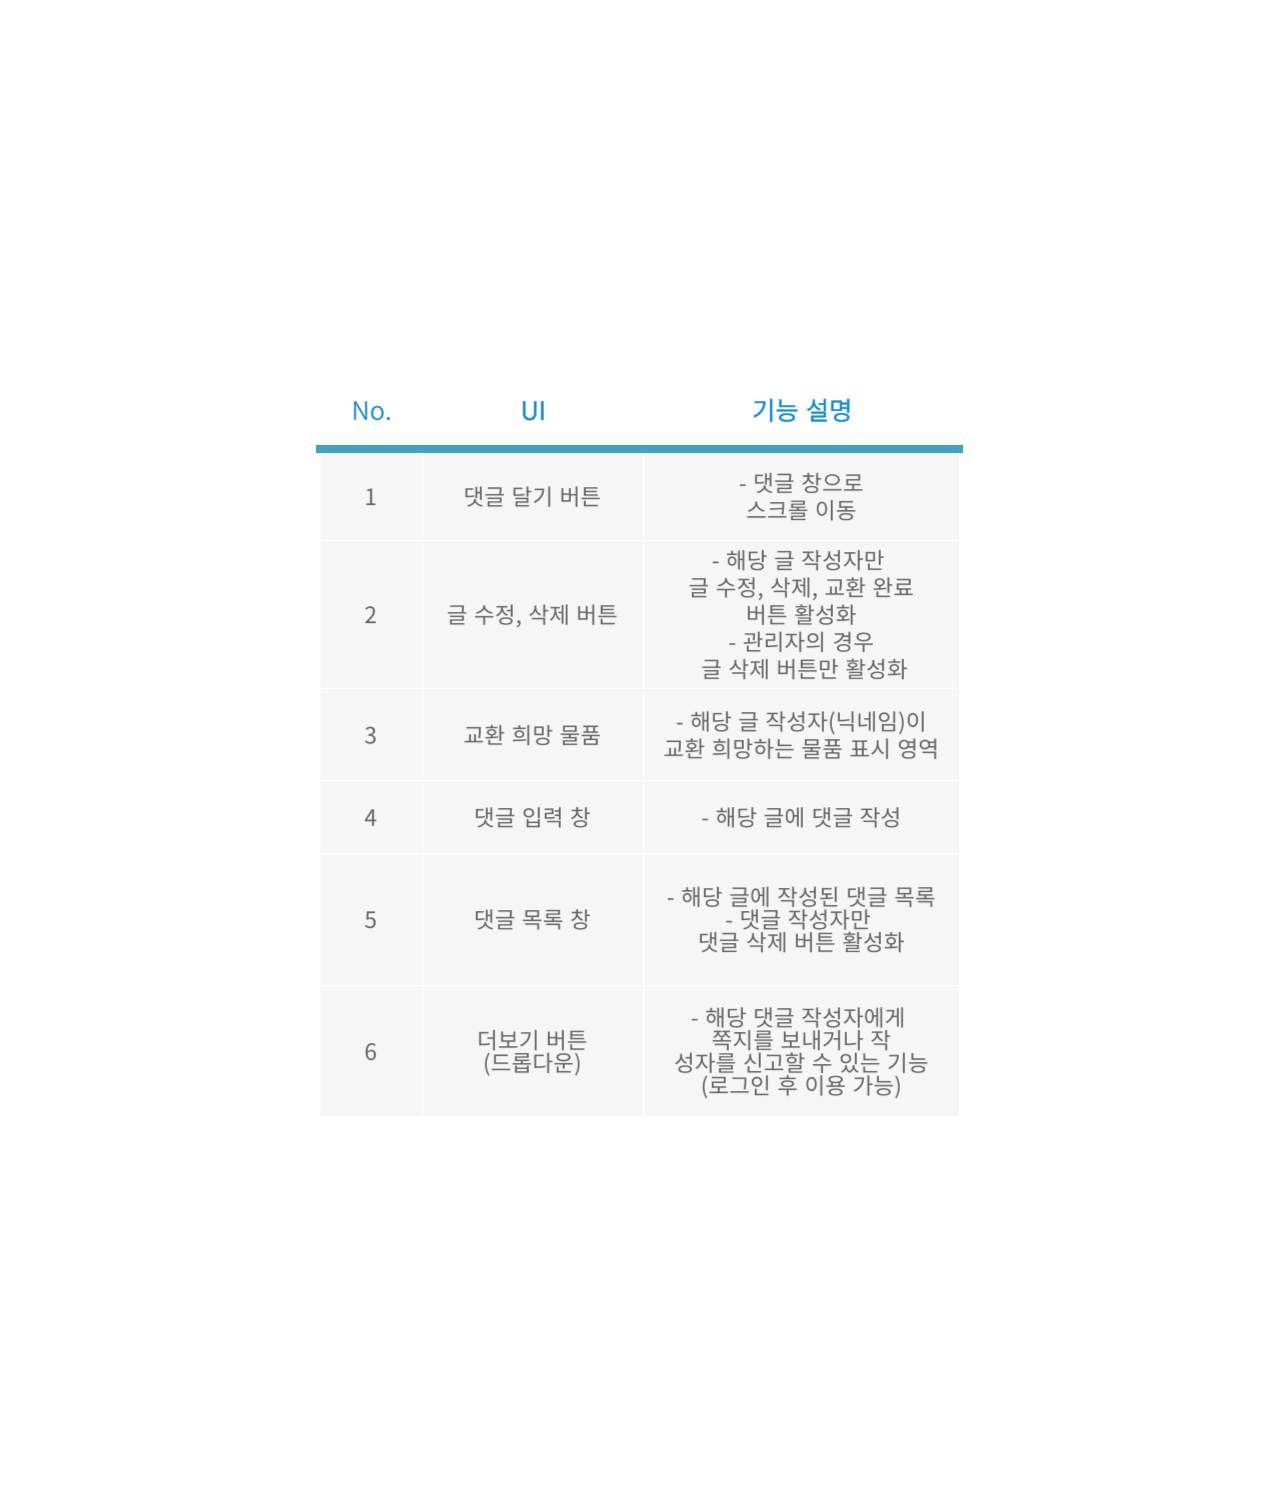 No. UI 기능 설명
1 댓글 달기 버튼 - 댓글 창으로
스크롤 이동
2 글 수정, 삭제 버튼 - 해당 글 작성자만
글 수정, 삭제, 교환 완료
버튼 활성화
- 관리자의 경우
글 삭제 버튼만 활성화
3 교환 희망 물품 - 해당 글 작성자(닉네임)이
교환 희망하는 물품 표시 영역
4 댓글 입력 창 - 해당 글에 댓글 작성
5 댓글 목록 창 - 해당 글에 작성된 댓글 목록
- 댓글 작성자만
댓글 삭제 버튼 활성화
6 더보기 버튼
(드롭다운) - 해당 댓글 작성자에게
쪽지를 보내거나 작
성자를 신고할 수 있는 기능
(로그인 후 이용 가능)